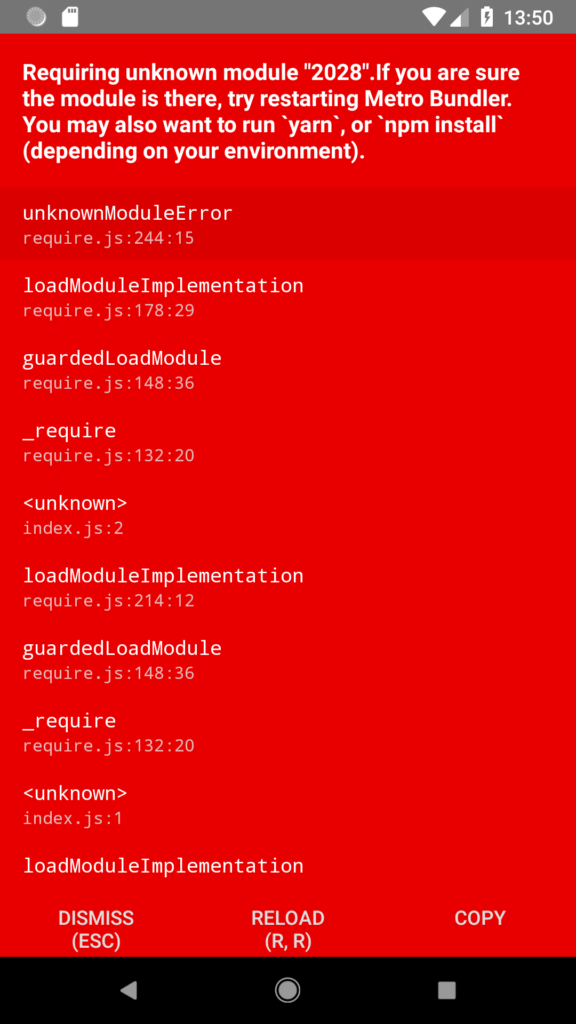 13:50
Requiring unknown module "2028".If you are sure
the module is there, try restarting Metro Bundler.
You may also want to run `yarn`, or `npm install`
(depending on your environment).
unknownModuleError
require.js:244:15
loadModuleImplementation
require.js:178:29
guardedLoadModule
require.js:148:36
_require
require.js:132:20
<unknown>
index.js:2
loadModuleImplementation
require.js:214:12
guardedLoadModule
require.js:148:36
_require
require.js:132:20
<unknown>
index.js:1
loadModuleImplementation
DISMISS RELOAD COPY
(ESC) (R, R)